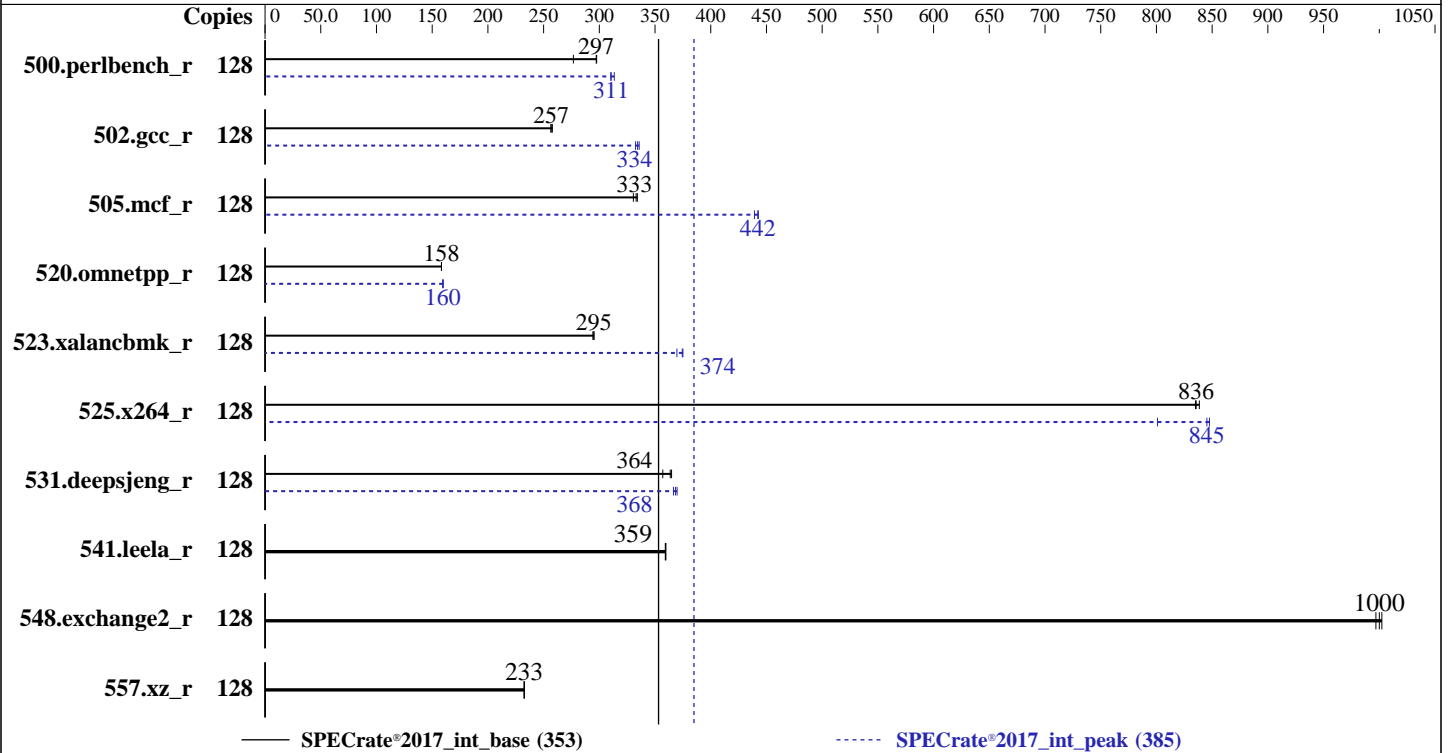 Copies 0 50.0 100 150 200 250 300 350 400 450 500 550 600 650 700 750 800 850 900 950 1050
297
500.perlbench_r 128
311
257
502.gcc_r 128
334
333
505.mcf_r 128
442
158
520.omnetpp_r 128
160
295
523.xalancbmk_r 128
374
836
525.x264_r 128
845
364
531.deepsjeng_r 128
368
359
541.leela_r 128
1000
548.exchange2_r 128
233
557.xz_r 128
SPECrate®2017_int_base (353) SPECrate®2017_int_peak (385)